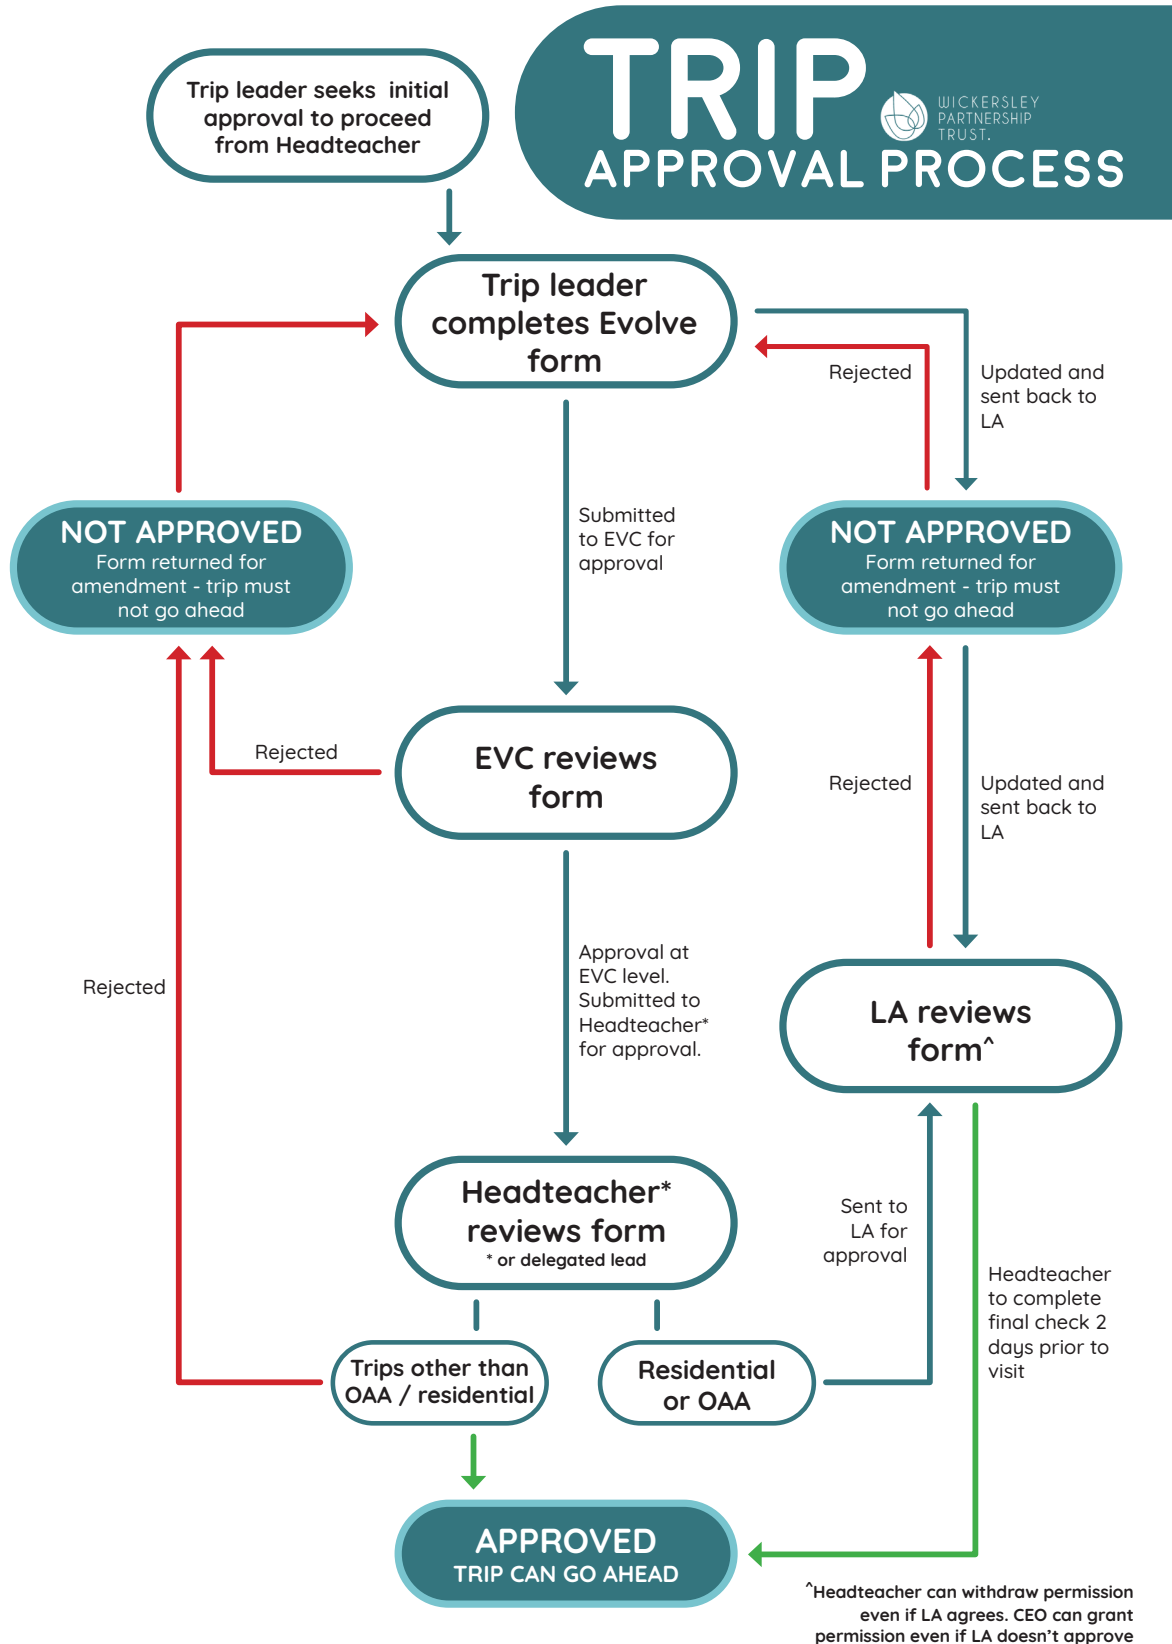 TRIP
WICKERSLEY
PARTNERSHIP
TRUST.
APPROVAL PROCESS
Trip leader seeks initial
approval to proceed
from Headteacher
Trip leader
completes Evolve
form
Rejected
Updated and
sent back to
LA
NOT APPROVED
Form returned for
amendment - trip must
not go ahead
Submitted
to EVC for
approval
NOT APPROVED
Form returned for
amendment - trip must
not go ahead
Rejected
EVC reviews
form
Rejected
Updated and
sent back to
LA
Rejected
Approval at
EVC level.
Submitted to
Headteacher*
for approval.
LA reviews
form^
Headteacher*
reviews form
* or delegated lead
Sent to
LA for
approval
Headteacher
to complete
final check 2
days prior to
visit
Trips other than
OAA / residential
Residential
or OAA
APPROVED
TRIP CAN GO AHEAD
^Headteacher can withdraw permission
even if LA agrees. CEO can grant
permission even if LA doesn't approve